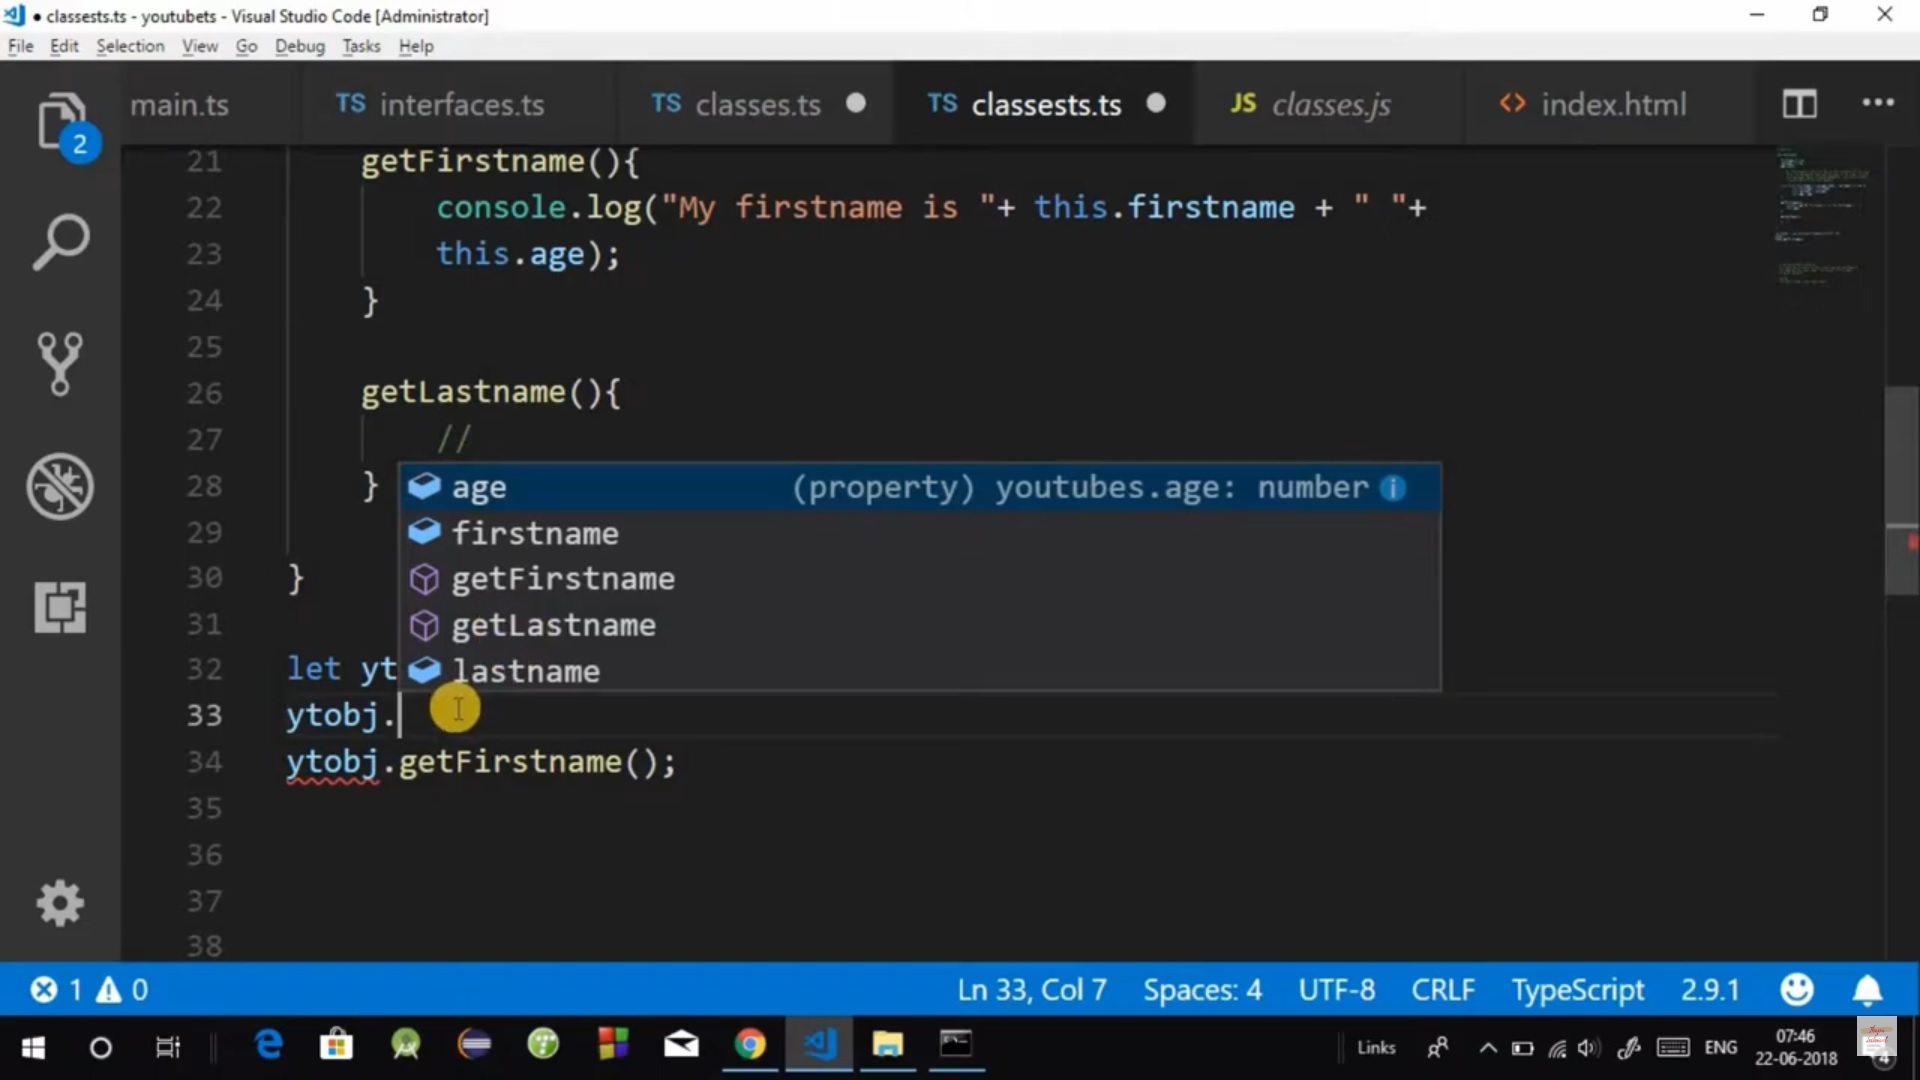 classests.ts - youtubets - Visual Studio Code [Administrator]
File Edit Selection View Go Debug Tasks Help
main.ts TS interfaces.ts TS classes.ts TS classests.ts JS classes.js <> index.html
2
21 getFirstname(){
22 console.log("My firstname is "+ this.firstname + " "+
23 this.age);
24 }
25
26 getLastname(){
27 //
28 }
age (property) youtubes.age: number
29
firstname
getFirstname
30 }
31
getLastname
32 let yt
lastname
33 ytobj.
34 ytobj.getFirstname();
35
36
37
38
1 0 Ln 33, Col 7 Spaces: 4 UTF-8 CRLF TypeScript 2.9.1
Links ENG 07:46
22-06-2018
4